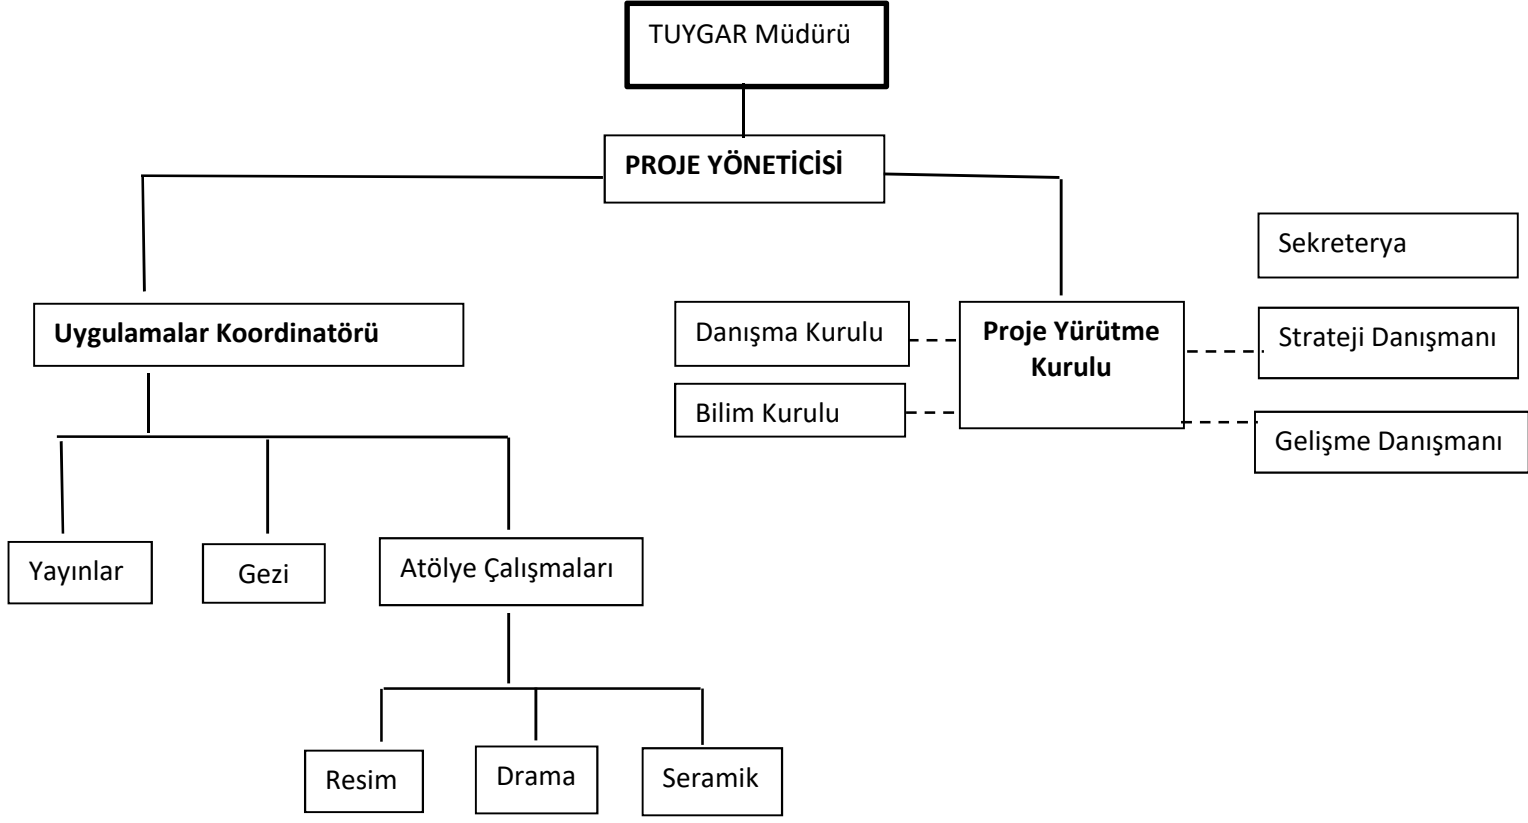 TUYGAR Müdürü
PROJE YÖNETİCİSİ
Sekreterya
Uygulamalar Koordinatörü
Danışma Kurulu
Proje Yürütme
Kurulu
Strateji Danışmanı
Bilim Kurulu
Gelişme Danışmanı
Yayınlar
Gezi
Atölye Çalışmaları
Resim
Drama
Seramik